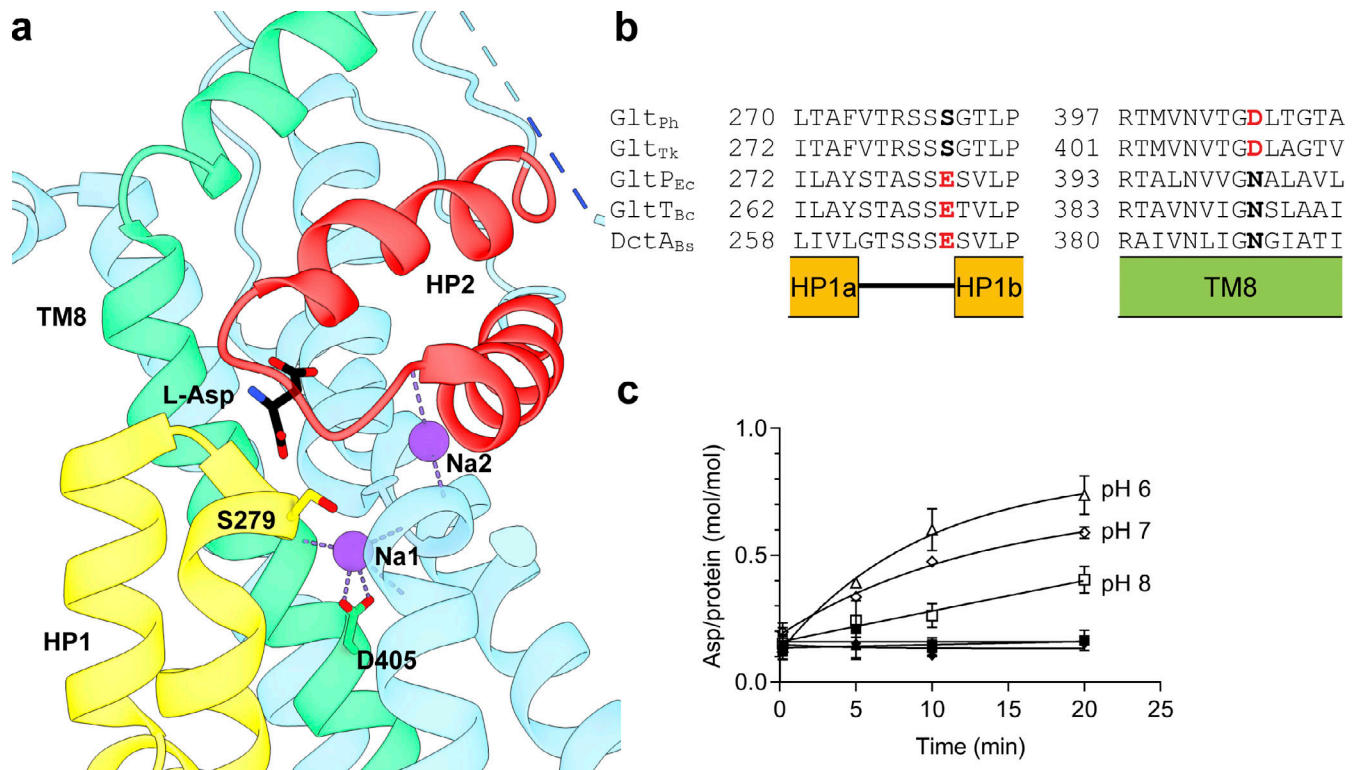 a
TM8
HP2
L-Asp
Na2
S279
Na1
HP1
D405
b
GltPh 270 LTAFVTRSSSSGTLP 397 RTMVNVTGDLTGTA
GltTk 272 ITAFVTRSSSSGTLP 401 RTMVNVTGDLAGTV
GltPEc 272 ILAYSTASSESVLP 393 RTALNVVGNALAVL
GltTBc 262 ILAYSTASSETVLP 383 RTAVNVIGNSLAAI
DctABs 258 LIVLGTSSSESVLP 380 RAIVNLIGNGIATI
HP1a HP1b TM8
c
1.0
0.5
0.0
Asp/protein (mol/mol)
pH 6
pH 7
pH 8
0 5 10 15 20 25
Time (min)